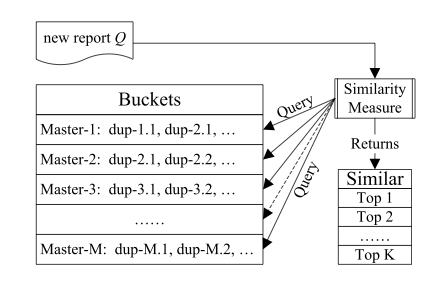 new report Q
Similarity
Measure
Buckets
Master-1: dup-1.1, dup-2.1, …
Master-2: dup-2.1, dup-2.2, …
Master-3: dup-3.1, dup-3.2, …
……
Master-M: dup-M.1, dup-M.2, …
Query
Query
Returns
Similar
Top 1
Top 2
……
Top K